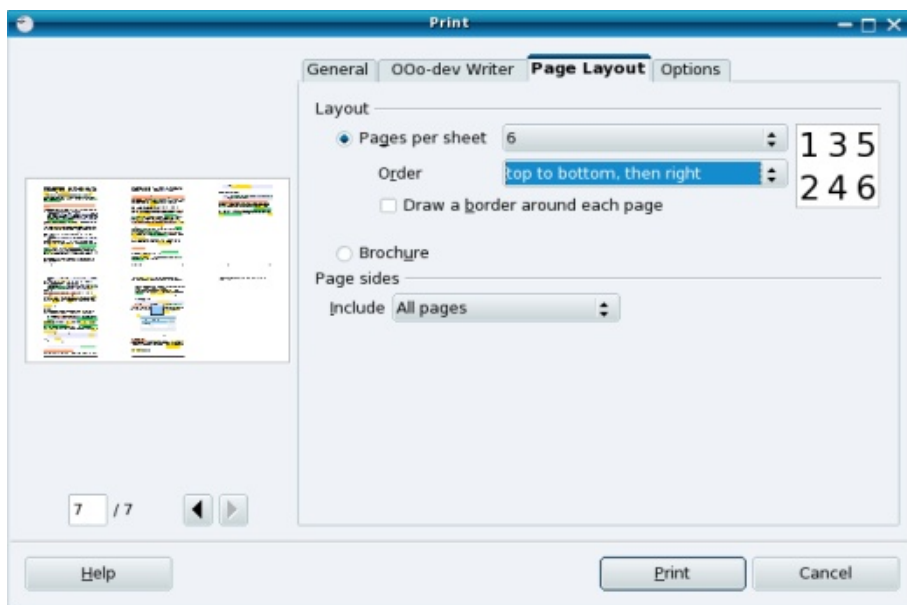 Print
General OOo-dev Writer Page Layout Options
Layout
Pages per sheet 6
Order top to bottom, then right
Draw a border around each page
1 3 5
2 4 6
Brochure
Page sides
Include All pages
7 / 7
Help Print Cancel